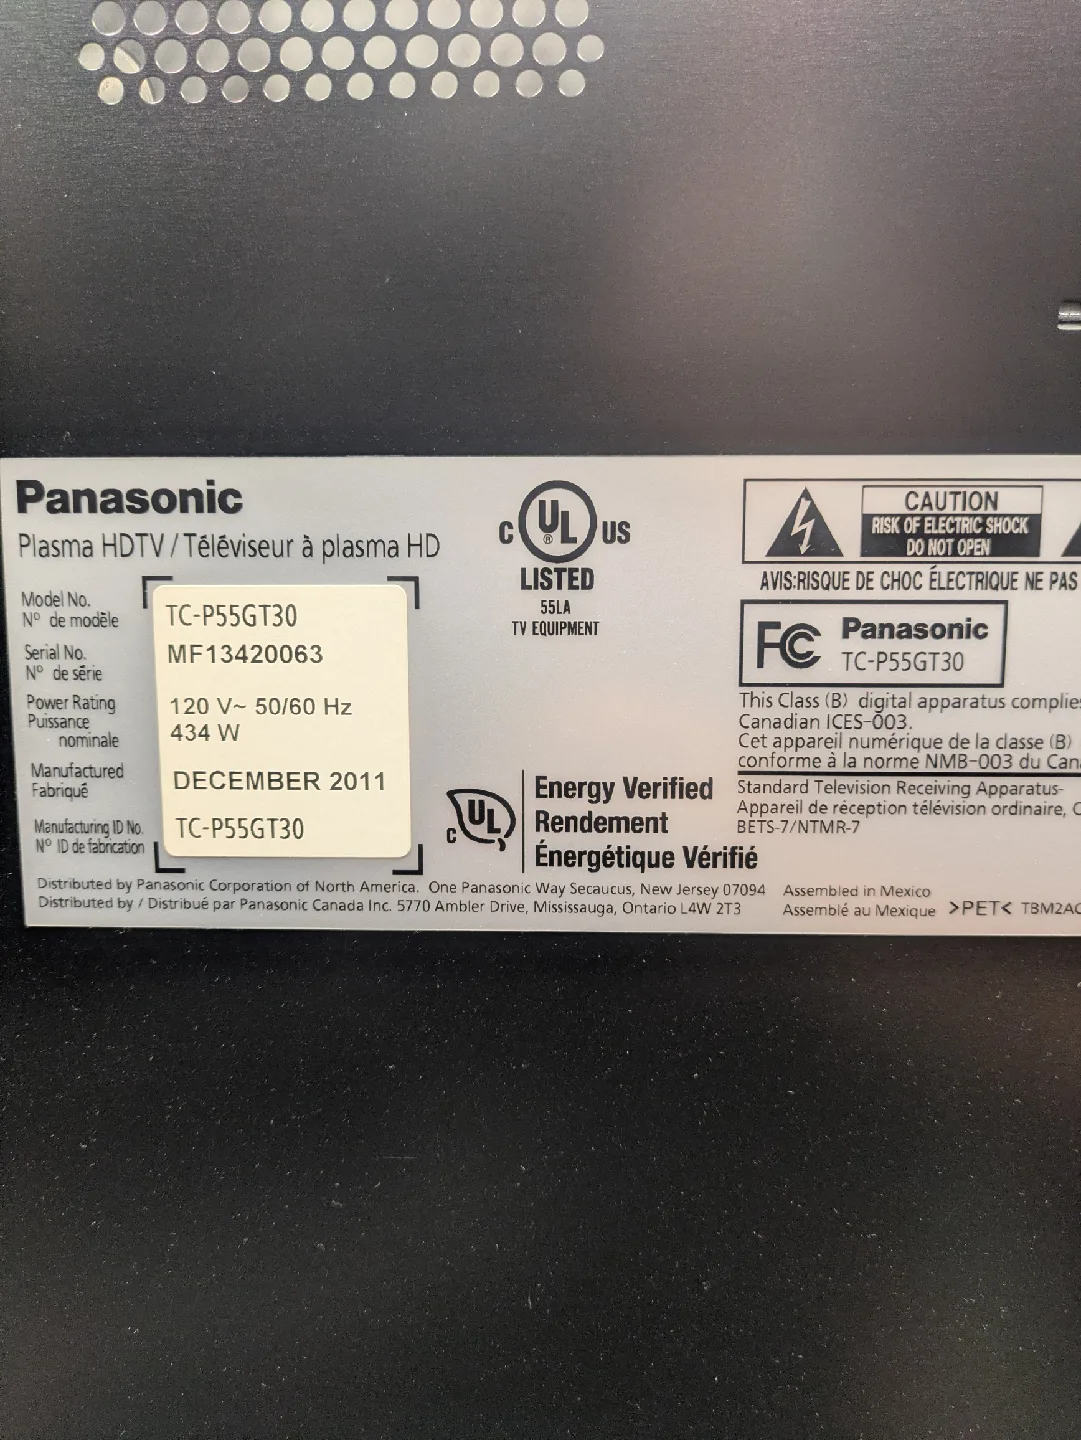 Panasonic
Plasma HDTV / Téléviseur à plasma HD
Model No.
Nº de modèle
TC-P55GT30
Serial No.
Nº de série
MF13420063
Power Rating
Puissance
nominale
120 V~ 50/60 Hz
434 W
Manufactured
Fabriqué
DECEMBER 2011
Manufacturing ID No.
Nº ID de fabrication
TC-P55GT30
C UL ® US
LISTED
55LA
TV EQUIPMENT
C UL
Energy Verified
Rendement
Énergétique Vérifié
CAUTION
RISK OF ELECTRIC SHOCK
DO NOT OPEN
AVIS:RISQUE DE CHOC ÉLECTRIQUE NE PAS
FC Panasonic
TC-P55GT30
This Class (B) digital apparatus complies
Canadian ICES-003.
Cet appareil numérique de la classe (B)
conforme à la norme NMB-003 du Can
Standard Television Receiving Apparatus-
Appareil de réception télévision ordinaire, C
BETS-7/NTMR-7
Distributed by Panasonic Corporation of North America. One Panasonic Way Secaucus, New Jersey 07094
Distributed by / Distribué par Panasonic Canada Inc. 5770 Ambler Drive, Mississauga, Ontario L4W 2T3
Assembled in Mexico
Assemblé au Mexique >PET< TBM2AC